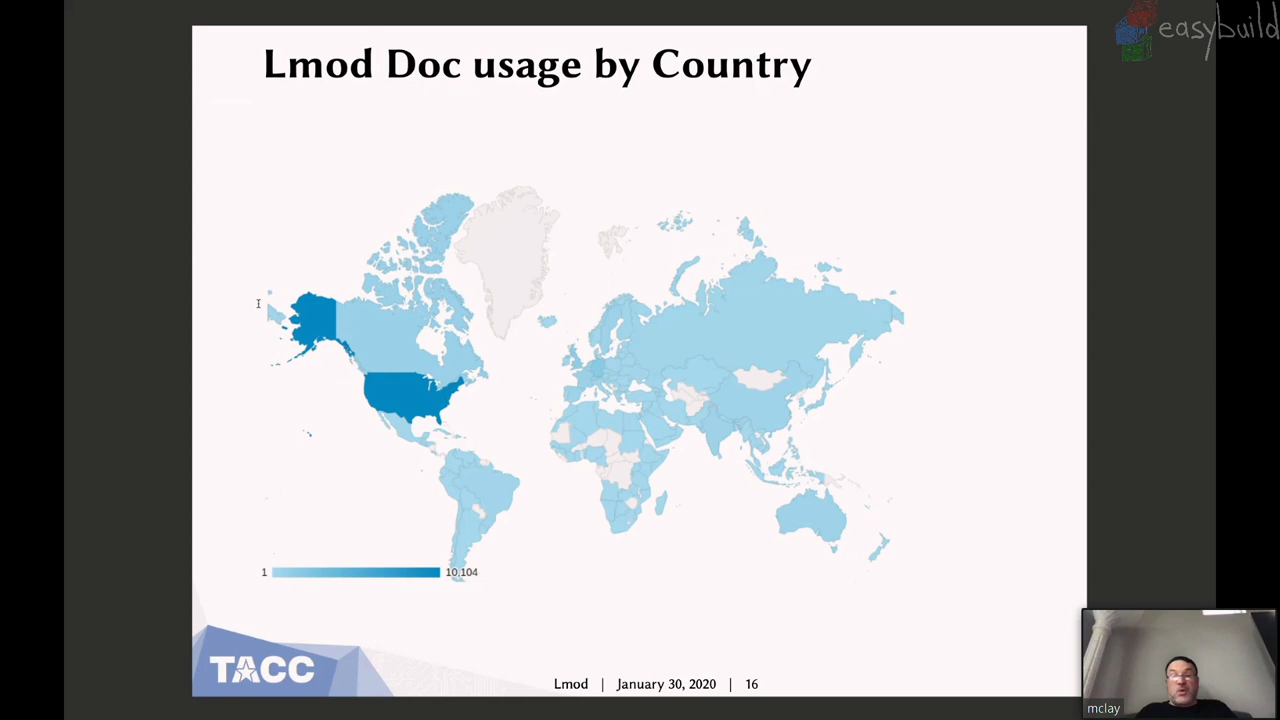 easybuild
Lmod Doc usage by Country
1
10,104
TACC
Lmod | January 30, 2020 | 16
mclay